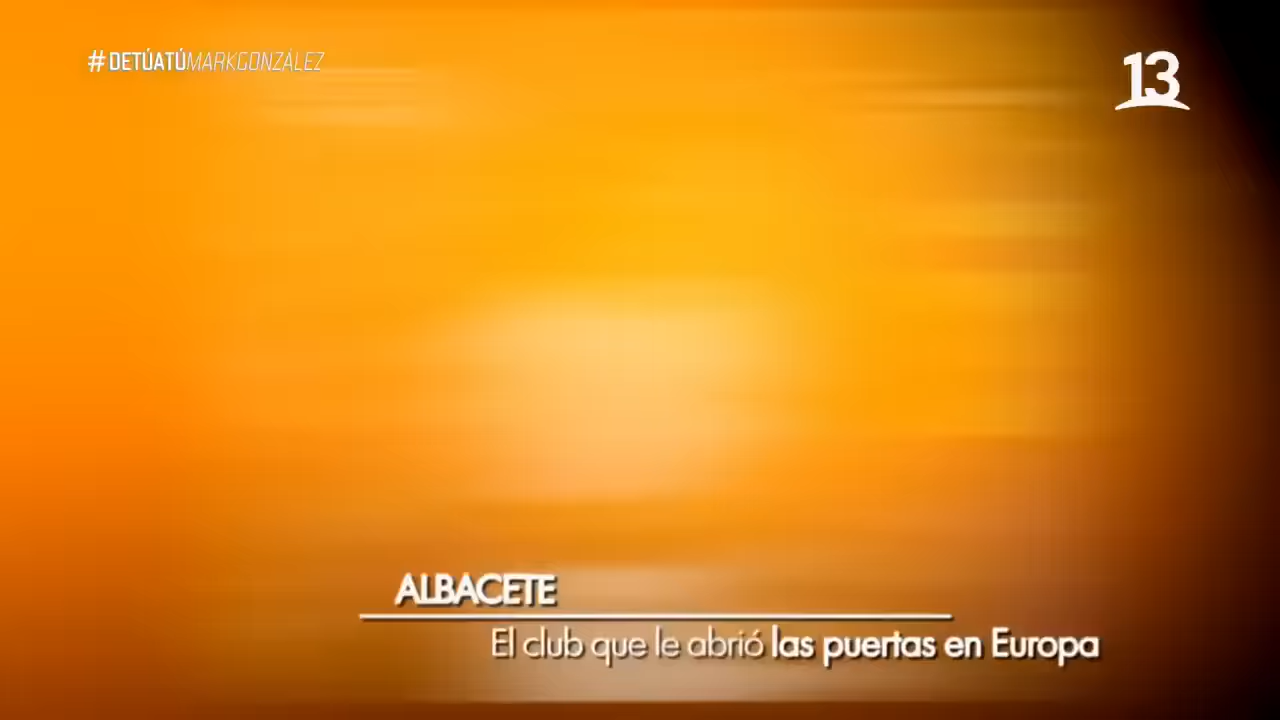 #DETÚATÚMARKGONZÁLEZ
13
ALBACETE
El club que le abrió las puertas en Europa